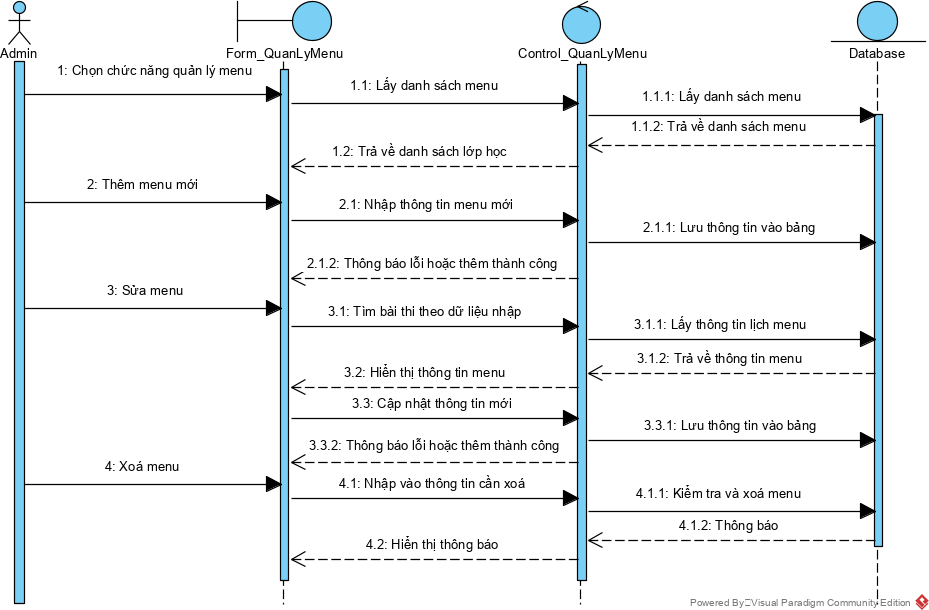 Admin
Form_QuanLyMenu
Control_QuanLyMenu
Database
1: Chọn chức năng quản lý menu
1.1: Lấy danh sách menu
1.1.1: Lấy danh sách menu
1.1.2: Trả về danh sách menu
1.2: Trả về danh sách lớp học
2: Thêm menu mới
2.1: Nhập thông tin menu mới
2.1.1: Lưu thông tin vào bảng
2.1.2: Thông báo lỗi hoặc thêm thành công
3: Sửa menu
3.1: Tìm bài thi theo dữ liệu nhập
3.1.1: Lấy thông tin lịch menu
3.1.2: Trả về thông tin menu
3.2: Hiển thị thông tin menu
3.3: Cập nhật thông tin mới
3.3.1: Lưu thông tin vào bảng
3.3.2: Thông báo lỗi hoặc thêm thành công
4: Xoá menu
4.1: Nhập vào thông tin cần xoá
4.1.1: Kiểm tra và xoá menu
4.1.2: Thông báo
4.2: Hiển thị thông báo
Powered By Visual Paradigm Community Edition